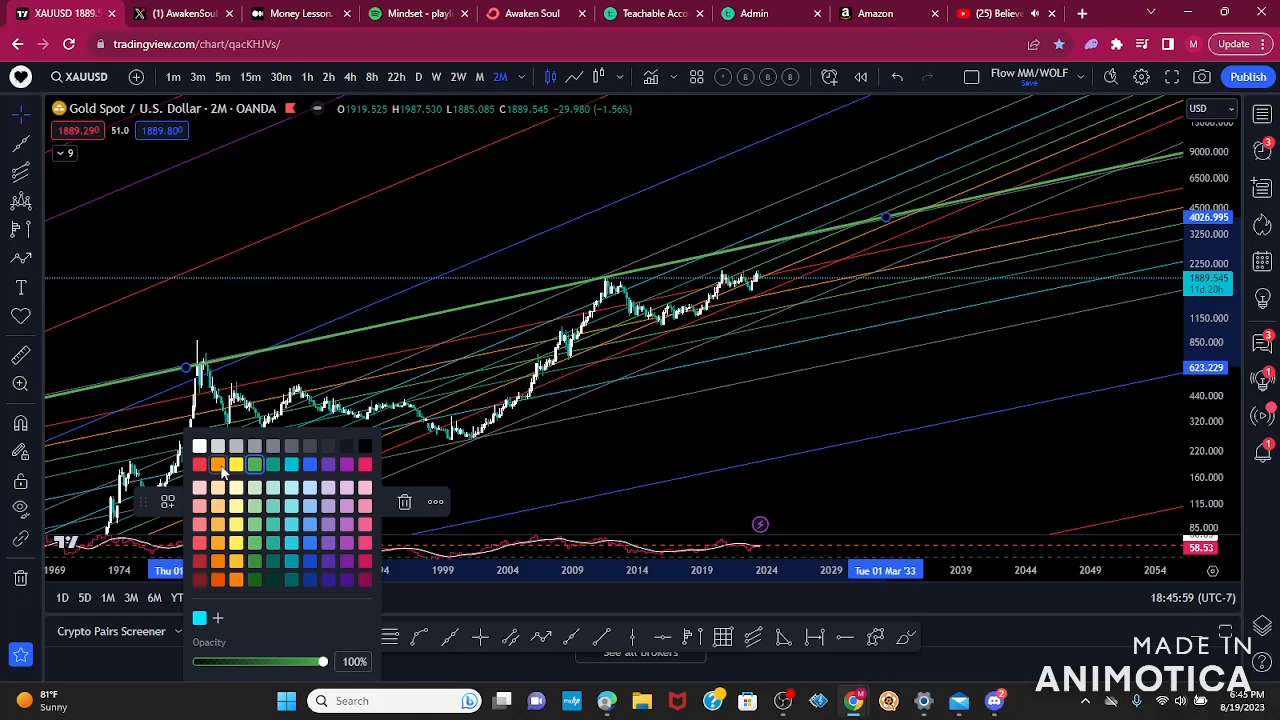 XAUUSD 1889.5
(1) AwakenSoul
Money Lesson.
Mindset - playli
Awaken Soul
Teachable Acco
Admin
Amazon
(25) Believe
tradingview.com/chart/qacKHJVs/
M
Update
XAUUSD
1m 3m 5m 15m 30m 1h 2h 4h 8h 22h D W 2W M 2M
A B B B
Flow MM/WOLF
Save
Publish
Gold Spot / U.S. Dollar · 2M · OANDA
O1919.525 H1987.530 L1885.085 C1889.545 −29.980 (−1.56%)
USD
1889.290 51.0 1889.800
9
13000.000
9000.000
6500.000
4500.000
4026.995
3250.000
2250.000
1889.545
11d 20h
1150.000
850.000
623.229
440.000
320.000
220.000
160.000
115.000
85.000
58.53
1969 1974 Thu 01 1999 2004 2009 2014 2019 2024 2029 Tue 01 Mar '33 2039 2044 2049 2054
1D 5D 1M 3M 6M YT
18:45:59 (UTC-7)
Opacity
100%
Crypto Pairs Screener
See all brokers
MADE IN
ANIMOTICA
8°F
Sunny
Search
6:45 PM
8/19/2023